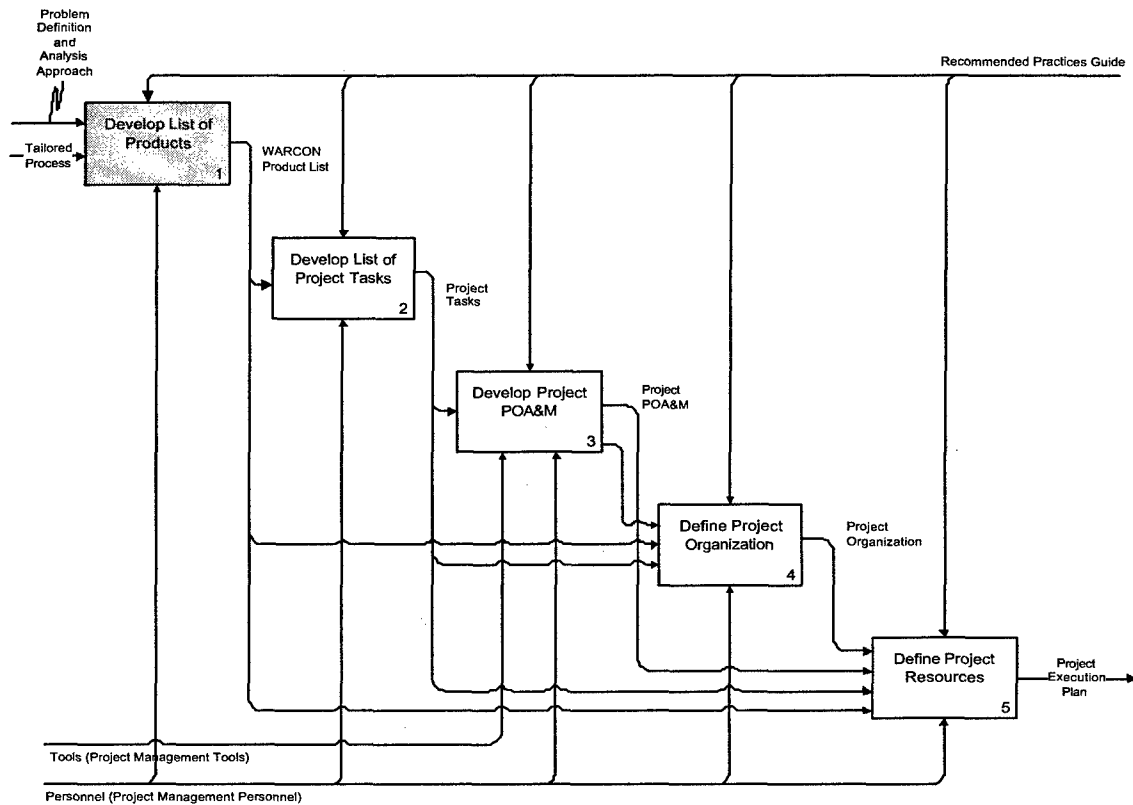 Problem
Definition
and
Analysis
Approach
Recommended Practices Guide
Develop List of
Products
1
Tailored
Process
WARCON
Product List
Develop List of
Project Tasks
2
Project
Tasks
Develop Project
POA&M
3
Project
POA&M
Define Project
Organization
4
Project
Organization
Define Project
Resources
5
Project
Execution
Plan
Tools (Project Management Tools)
Personnel (Project Management Personnel)